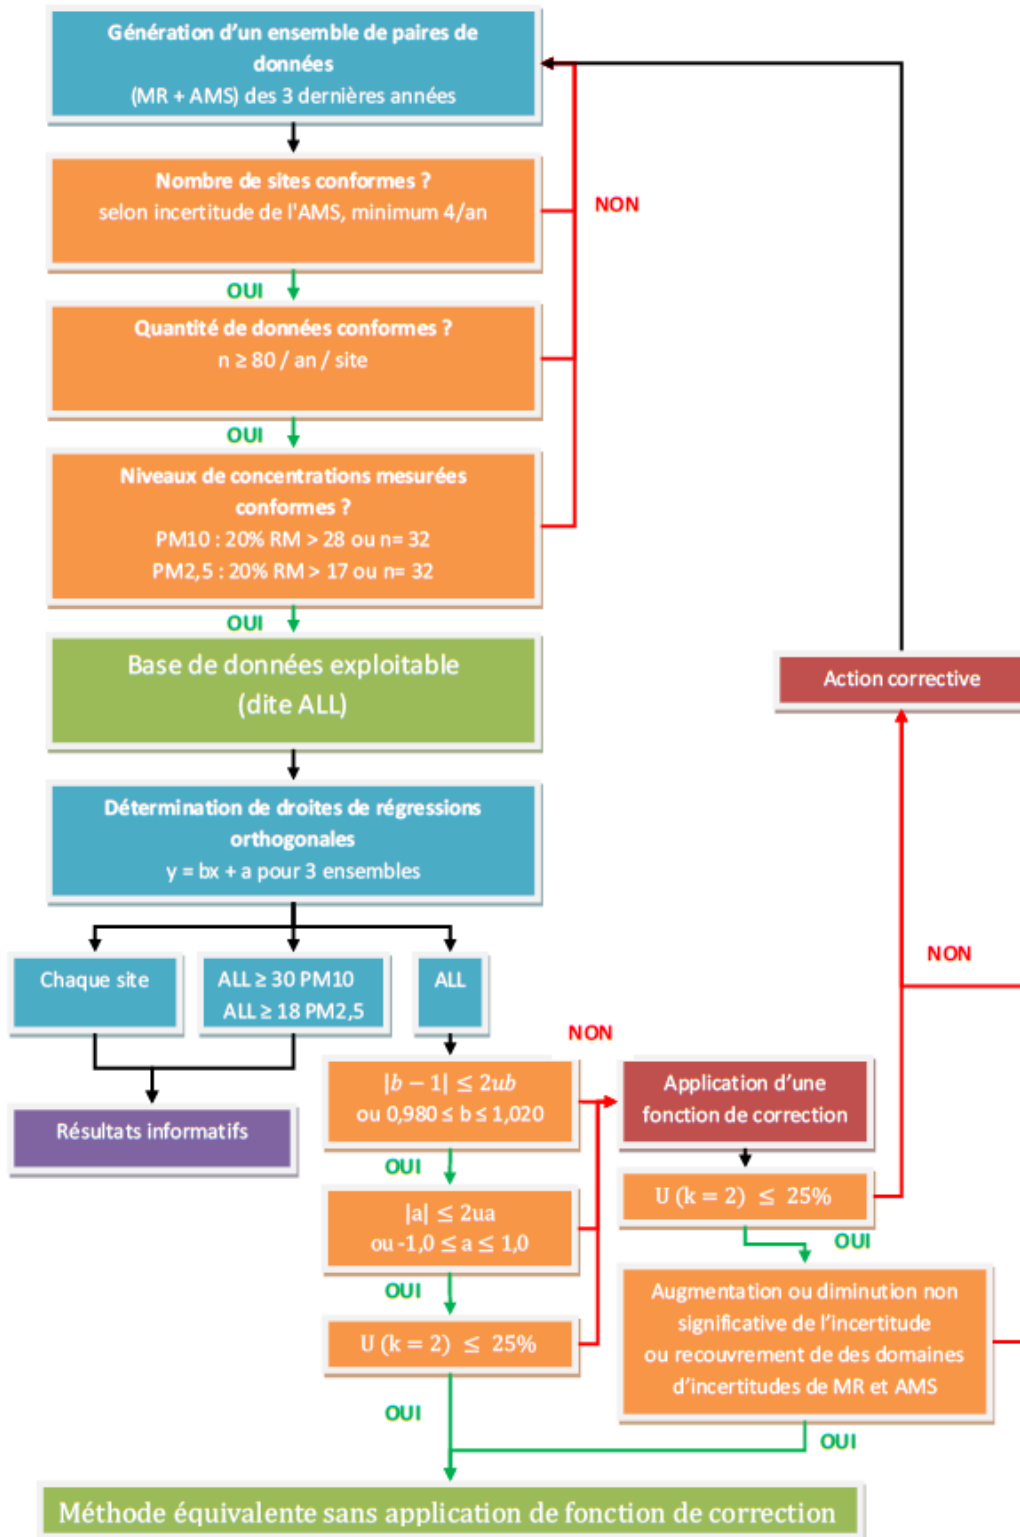 Génération d'un ensemble de paires de
données
(MR + AMS) des 3 dernières années
Nombre de sites conformes ?
selon incertitude de l'AMS, minimum 4/an
NON
OUI
Quantité de données conformes ?
n ≥ 80 / an / site
OUI
Niveaux de concentrations mesurées
conformes ?
PM10 : 20% RM > 28 ou n= 32
PM2,5 : 20% RM > 17 ou n= 32
OUI
Base de données exploitable
(dite ALL)
Action corrective
Détermination de droites de régressions
orthogonales
y = bx + a pour 3 ensembles
NON
Chaque site
ALL ≥ 30 PM10
ALL ≥ 18 PM2,5
ALL
NON
|b − 1| ≤ 2ub
ou 0,980 ≤ b ≤ 1,020
Application d'une
fonction de correction
Résultats informatifs
OUI
U (k = 2) ≤ 25%
|a| ≤ 2ua
ou -1,0 ≤ a ≤ 1,0
OUI
OUI
Augmentation ou diminution non
significative de l'incertitude
ou recouvrement de des domaines
d'incertitudes de MR et AMS
U (k = 2) ≤ 25%
OUI
OUI
Méthode équivalente sans application de fonction de correction